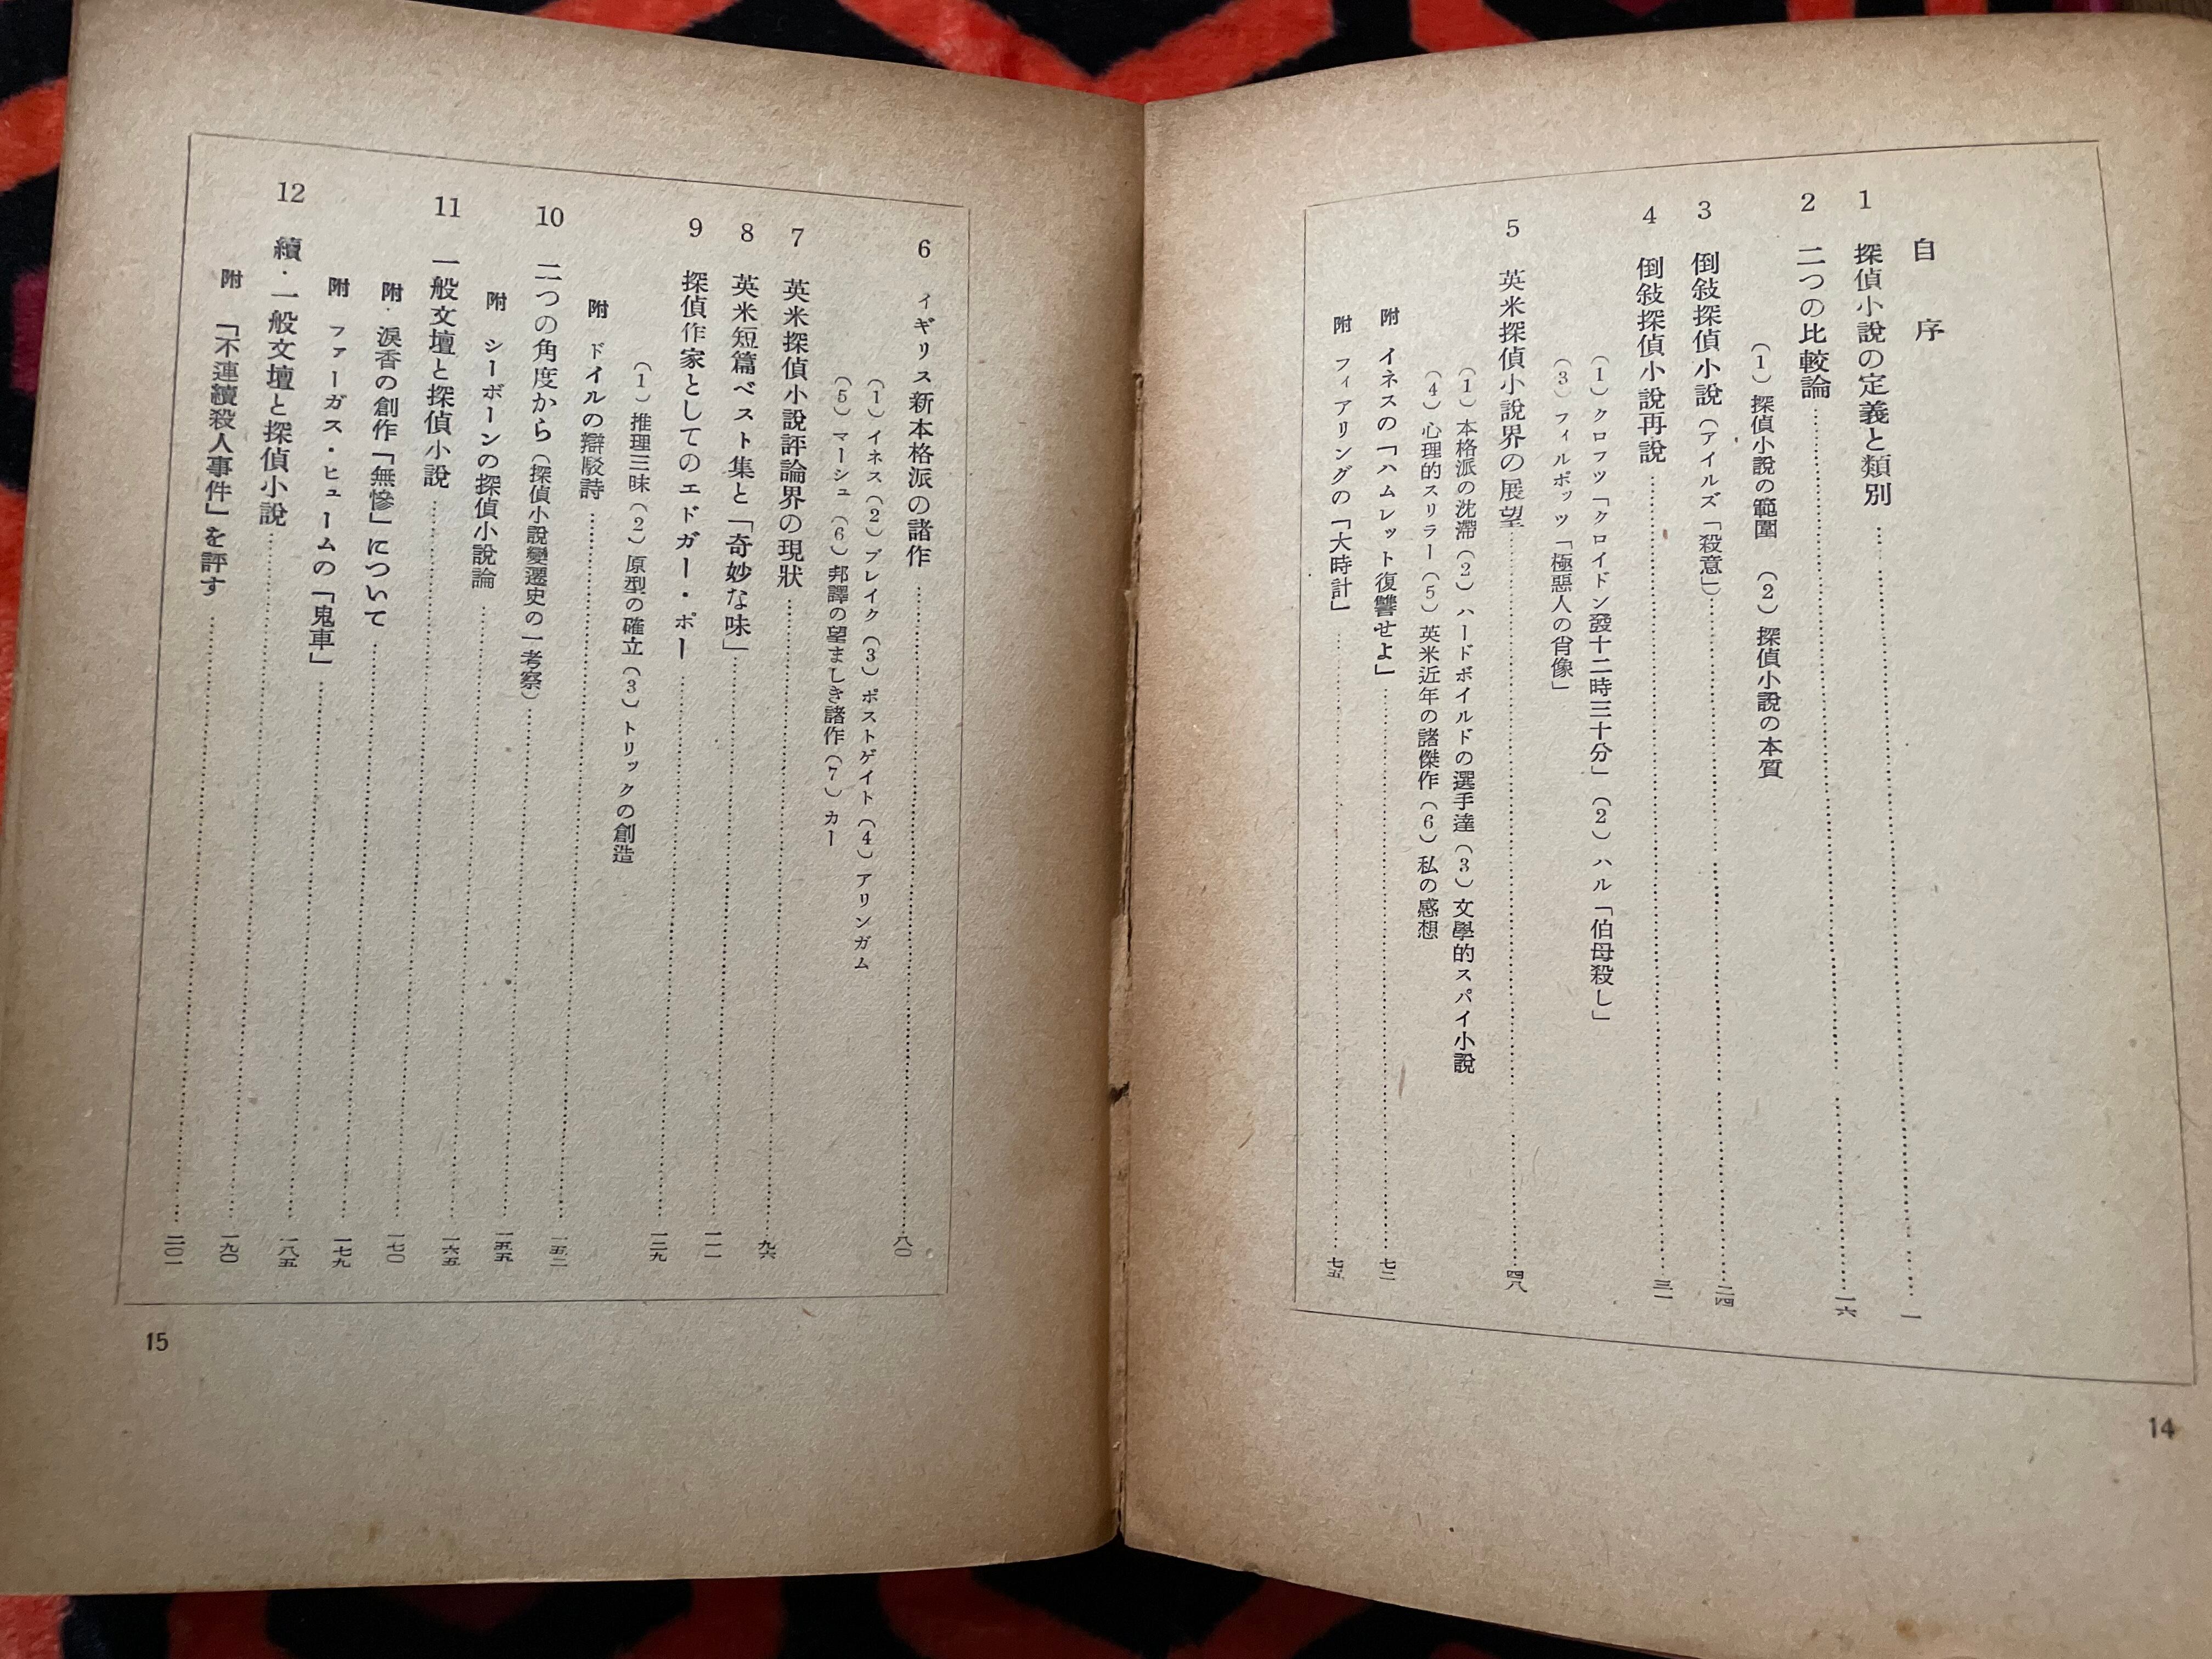 自序
1 探偵小說の定義と類別……一
2 二つの比較論……一六
（1）探偵小說の範圍 （2）探偵小說の本質
3 倒敍探偵小說（アイルズ「殺意」）……二四
4 倒敍探偵小說再說……三一
（1）クロフツ「クロイドン發十二時三十分」（2）ハル「伯母殺し」
（3）フィルポッツ「極惡人の肖像」
5 英米探偵小說界の展望……四八
（1）本格派の沈滯（2）ハードボイルドの選手達（3）文學的スパイ小說
（4）心理的スリラー（5）英米近年の諸傑作（6）私の感想
附 イネスの「ハムレット復讐せよ」……七二
附 フィアリングの「大時計」……七五
14
6 イギリス新本格派の諸作……八〇
（1）イネス（2）ブレイク（3）ポストゲイト（4）アリンガム
（5）マーシュ（6）邦譯の望ましき諸作（7）カー
7 英米探偵小說評論界の現狀……九六
8 英米短篇ベスト集と「奇妙な味」……一一一
9 探偵作家としてのエドガー・ポー……一二九
（1）推理三昧（2）原型の確立（3）トリックの創造
附 ドイルの辯駁詩……一五二
10 二つの角度から（探偵小說變遷史の一考察）……一五五
附 シーボーンの探偵小說論……一六五
11 一般文壇と探偵小說……一七〇
附 淚香の創作「無慘」について……一七九
附 ファーガス・ヒュームの「鬼車」……一八五
12 續・一般文壇と探偵小說……一九〇
附 「不連續殺人事件」を評す……二〇一
15